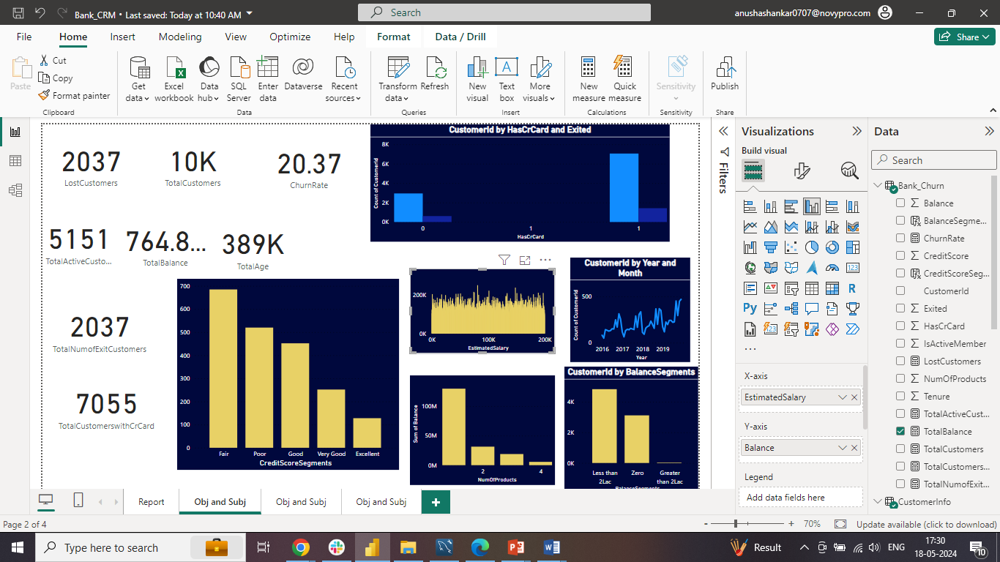 Bank_CRM • Last saved: Today at 10:40 AM
Search
anushashankar0707@novypro.com
File
Home
Insert
Modeling
View
Optimize
Help
Format
Data / Drill
Share
Paste
Cut
Copy
Format painter
Clipboard
Get data
Excel workbook
Data hub
SQL Server
Enter data
Dataverse
Recent sources
Data
Transform data
Refresh
Queries
New visual
Text box
More visuals
Insert
New measure
Quick measure
Calculations
Sensitivity
Sensitivity
Publish
Share
2037
LostCustomers
10K
TotalCustomers
20.37
ChurnRate
5151
TotalActiveCusto...
764.8...
TotalBalance
389K
TotalAge
2037
TotalNumofExitCustomers
7055
TotalCustomerswithCrCard
CustomerId by HasCrCard and Exited
Count of CustomerId
8K
6K
4K
2K
0K
0
1
1
HasCrCard
700
600
500
400
300
200
100
0
Fair
Poor
Good
Very Good
Excellent
CreditScoreSegments
200K
0K
0K
100K
200K
EstimatedSalary
CustomerId by Year and
Month
Count of CustomerId
500
0
2016
2017
2018
2019
Year
Sum of Balance
100M
50M
0M
2
4
NumOfProducts
CustomerId by BalanceSegments
4K
2K
0K
Less than
2Lac
Zero
Greater
than 2Lac
BalanceSegments
Filters
Visualizations
Build visual
R
Py
123
123
X-axis
EstimatedSalary
Y-axis
Balance
Legend
Add data fields here
Data
Search
Bank_Churn
Balance
BalanceSegme...
ChurnRate
CreditScore
CreditScoreSeg...
CustomerId
Exited
HasCrCard
IsActiveMember
LostCustomers
NumOfProducts
Tenure
TotalActiveCust...
TotalBalance
TotalCustomers
TotalCustomers...
TotalNumofExit...
CustomerInfo
Report
Obj and Subj
Obj and Subj
Obj and Subj
Page 2 of 4
70%
Update available (click to download)
Type here to search
Result
ENG
17:30
18-05-2024
10